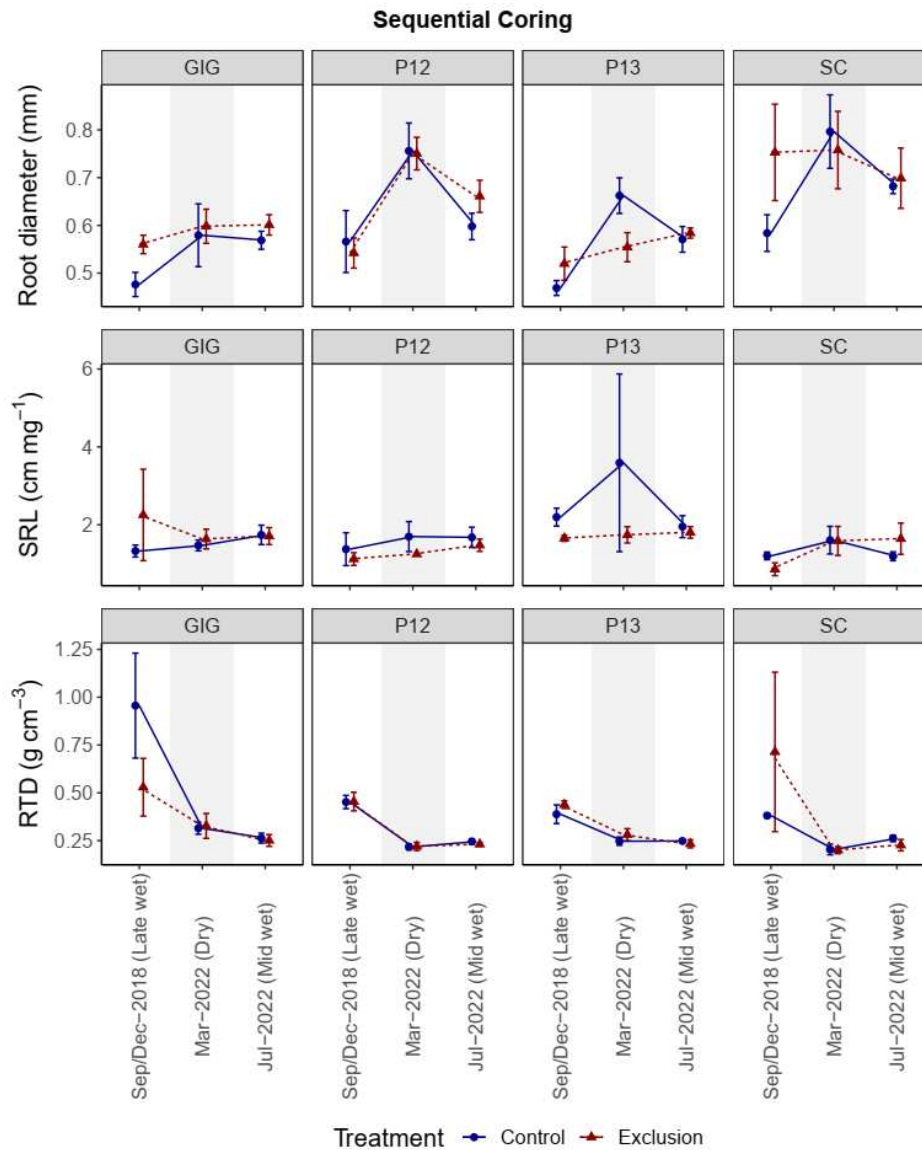 Sequential Coring
GIG P12 P13 SC
Root diameter (mm)
0.8
0.7
0.6
0.5
GIG P12 P13 SC
SRL (cm mg⁻¹)
6
4
2
GIG P12 P13 SC
RTD (g cm⁻³)
1.25
1.00
0.75
0.50
0.25
Sep/Dec−2018 (Late wet)
Mar−2022 (Dry)
Jul−2022 (Mid wet)
Sep/Dec−2018 (Late wet)
Mar−2022 (Dry)
Jul−2022 (Mid wet)
Sep/Dec−2018 (Late wet)
Mar−2022 (Dry)
Jul−2022 (Mid wet)
Sep/Dec−2018 (Late wet)
Mar−2022 (Dry)
Jul−2022 (Mid wet)
Treatment Control Exclusion